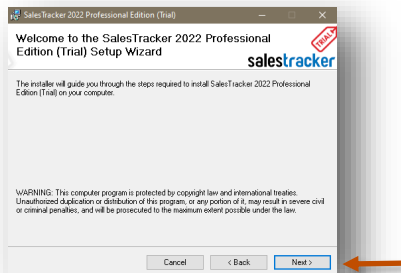 SalesTracker 2022 Professional Edition (Trial)
Welcome to the SalesTracker 2022 Professional
Edition (Trial) Setup Wizard
TRIAL
salestracker
The installer will guide you through the steps required to install SalesTracker 2022 Professional
Edition (Trial) on your computer.
WARNING: This computer program is protected by copyright law and international treaties.
Unauthorized duplication or distribution of this program, or any portion of it, may result in severe civil
or criminal penalties, and will be prosecuted to the maximum extent possible under the law.
Cancel < Back Next >